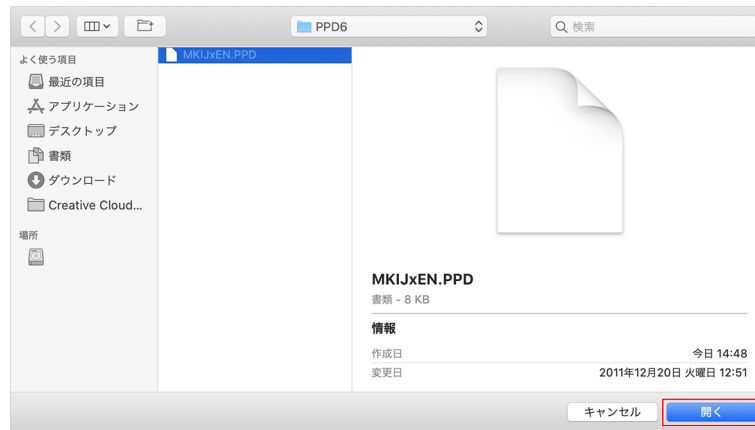 PPD6
検索
よく使う項目
最近の項目
アプリケーション
デスクトップ
書類
ダウンロード
Creative Cloud...
場所
MKIJxEN.PPD
MKIJxEN.PPD
書類 - 8 KB
情報
作成日 今日 14:48
変更日 2011年12月20日 火曜日 12:51
キャンセル 開く